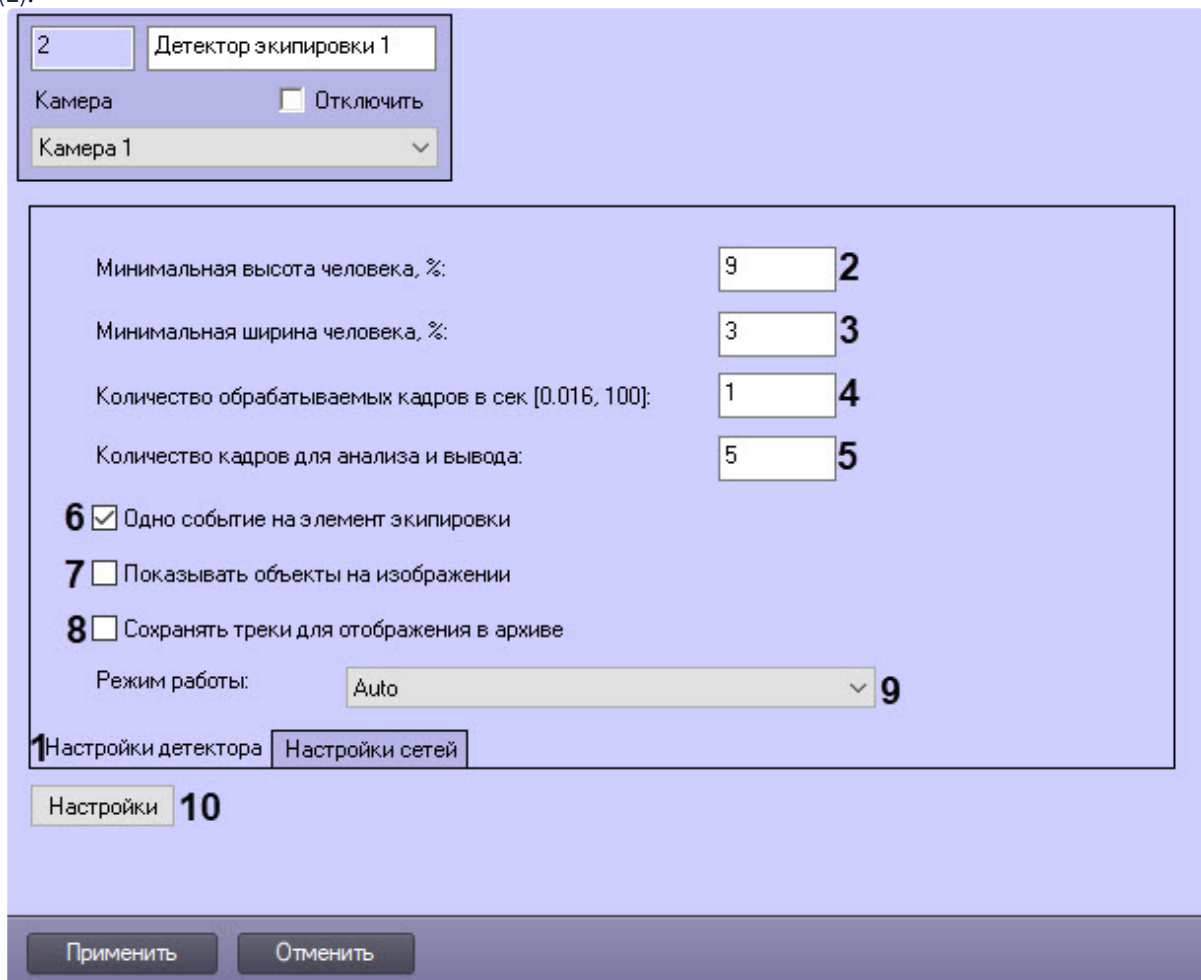 (2).
2 Детектор экипировки 1
Камера Отключить
Камера 1
Минимальная высота человека, %: 9 2
Минимальная ширина человека, %: 3 3
Количество обрабатываемых кадров в сек [0.016, 100]: 1 4
Количество кадров для анализа и вывода: 5 5
6 Одно событие на элемент экипировки
7 Показывать объекты на изображении
8 Сохранять треки для отображения в архиве
Режим работы: Auto 9
1 Настройки детектора Настройки сетей
Настройки 10
Применить Отменить